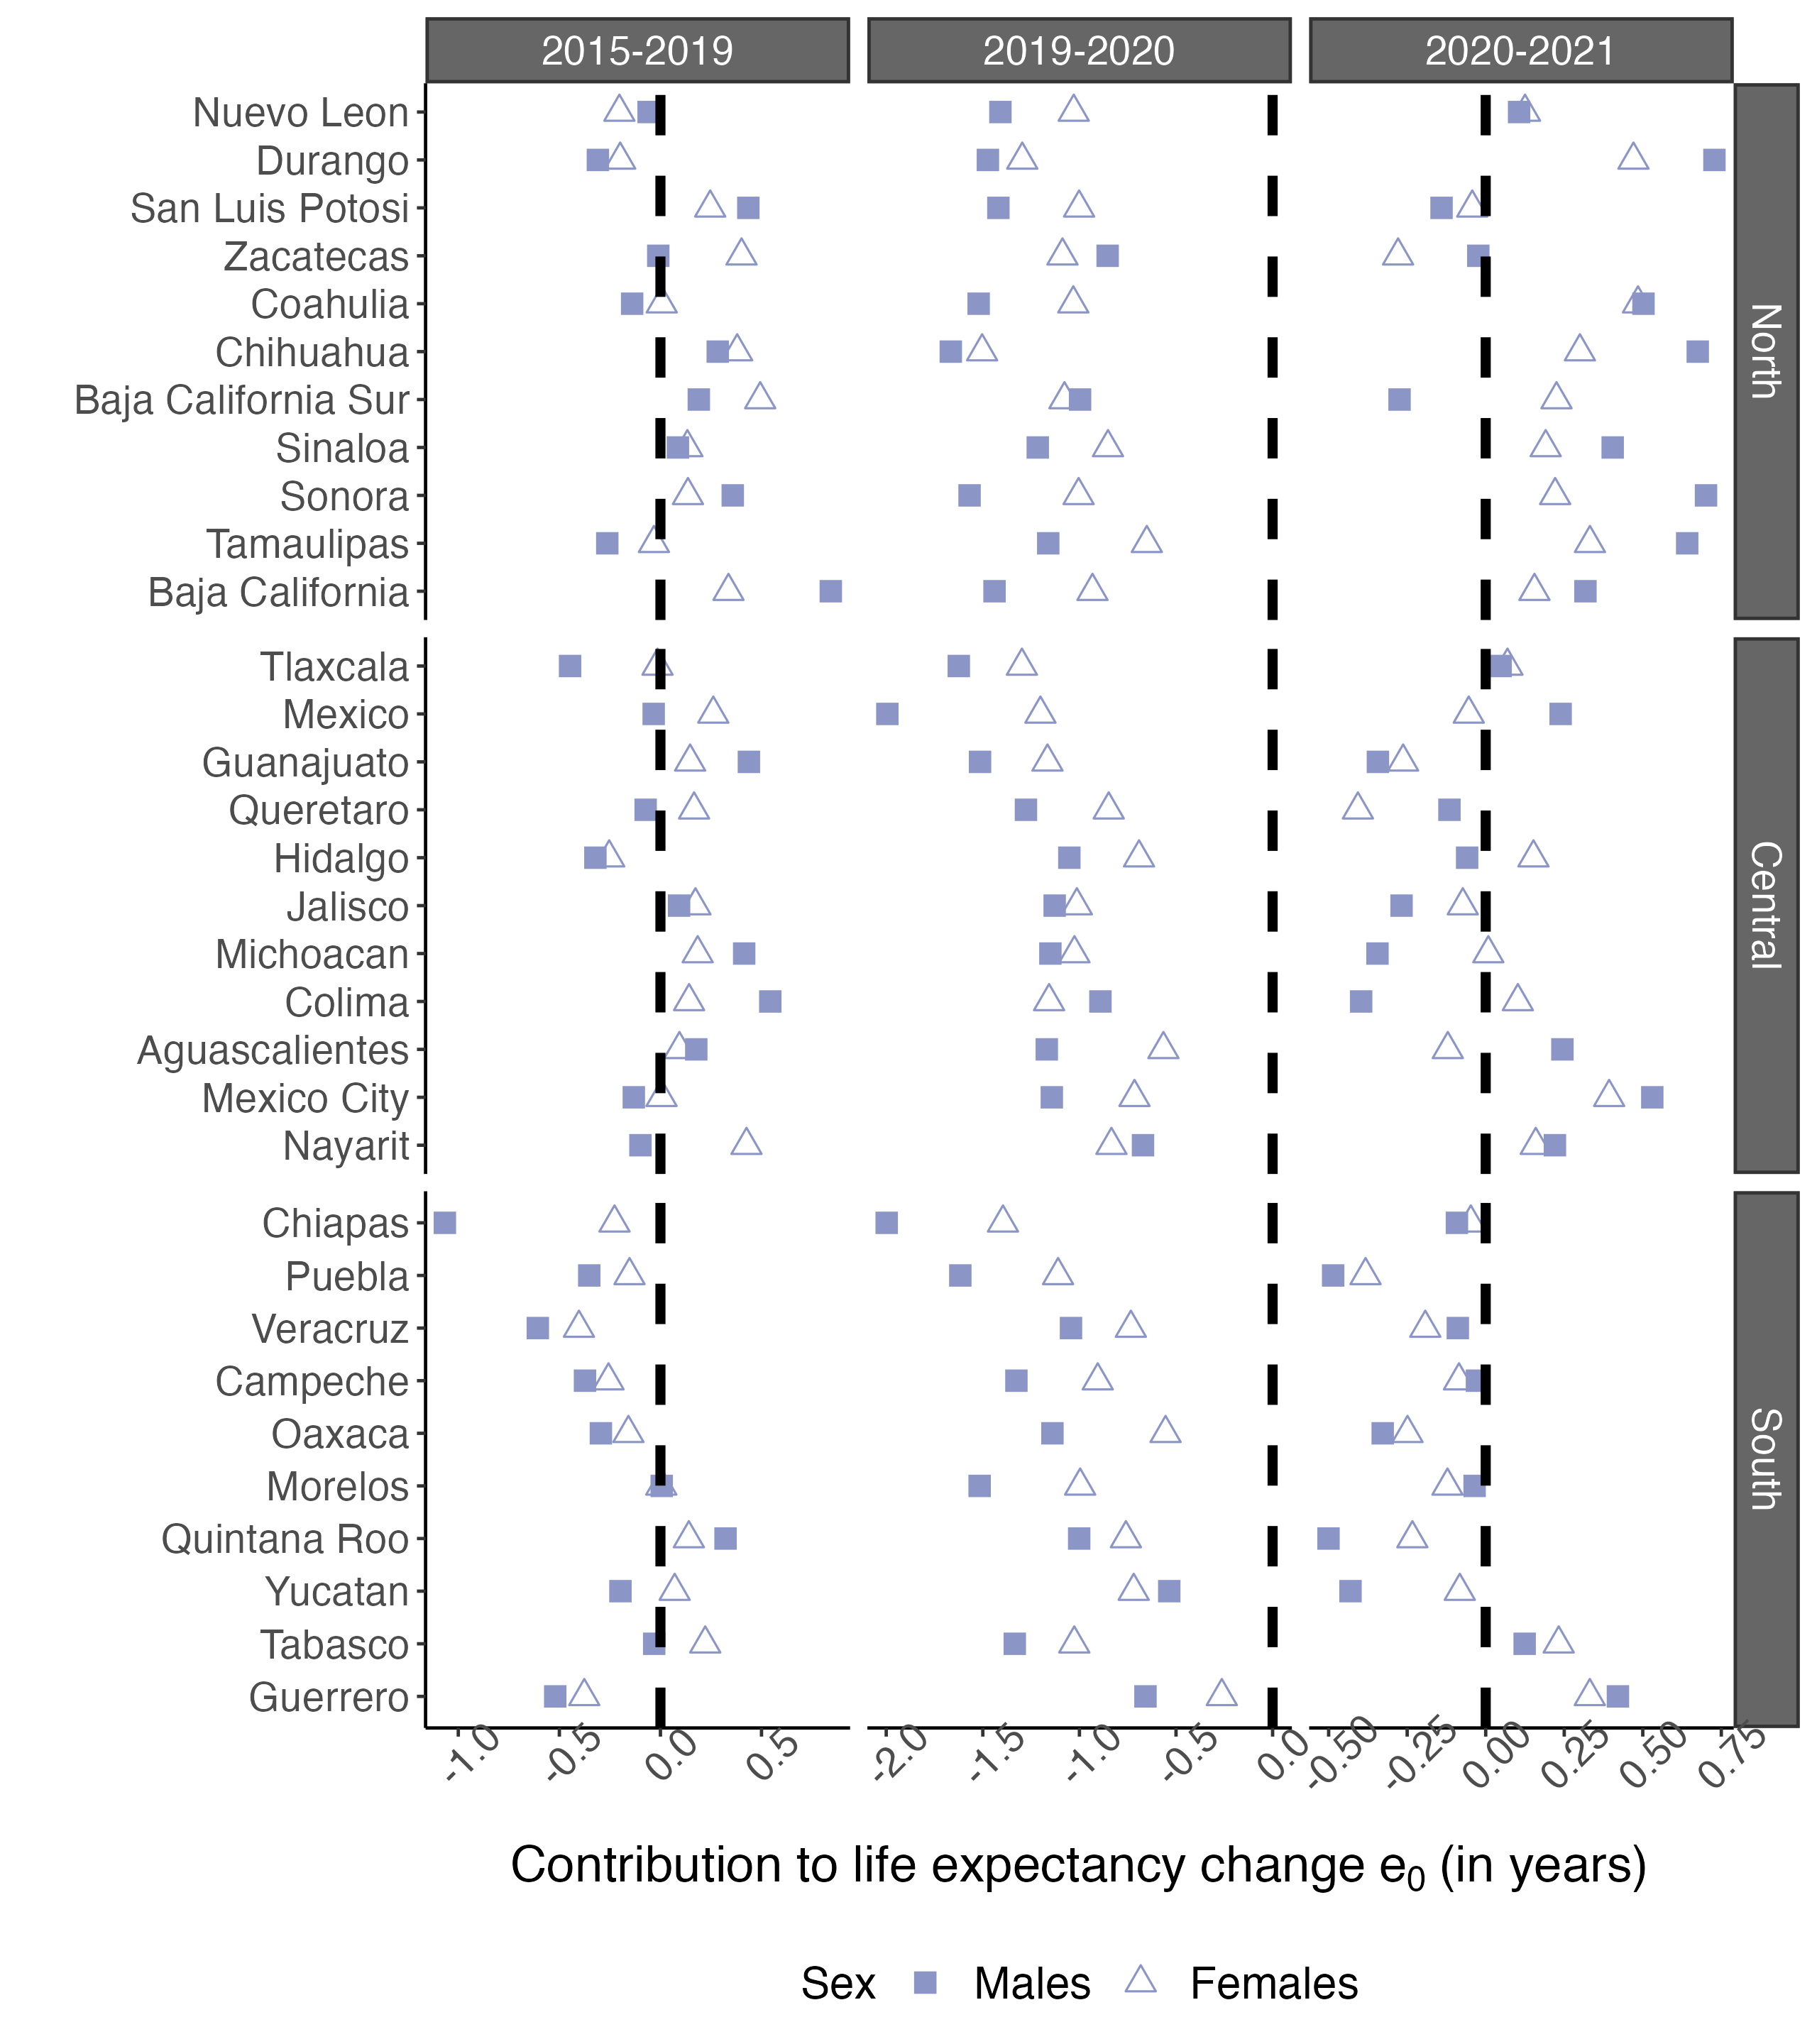 2015-2019 2019-2020 2020-2021
Nuevo Leon
Durango
San Luis Potosi
Zacatecas
Coahulia
Chihuahua
Baja California Sur
Sinaloa
Sonora
Tamaulipas
Baja California
North
Tlaxcala
Mexico
Guanajuato
Queretaro
Hidalgo
Jalisco
Michoacan
Colima
Aguascalientes
Mexico City
Nayarit
Central
Chiapas
Puebla
Veracruz
Campeche
Oaxaca
Morelos
Quintana Roo
Yucatan
Tabasco
Guerrero
South
-1.0 -0.5 0.0 0.5 -2.0 -1.5 -1.0 -0.5 0.0 -0.50 -0.25 0.00 0.25 0.50 0.75
Contribution to life expectancy change e₀ (in years)
Sex Males Females